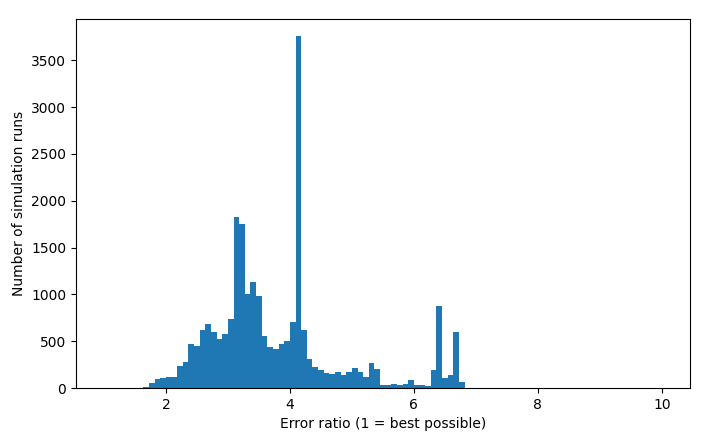 Number of simulation runs
3500
3000
2500
2000
1500
1000
500
0
2 4 6 8 10
Error ratio (1 = best possible)